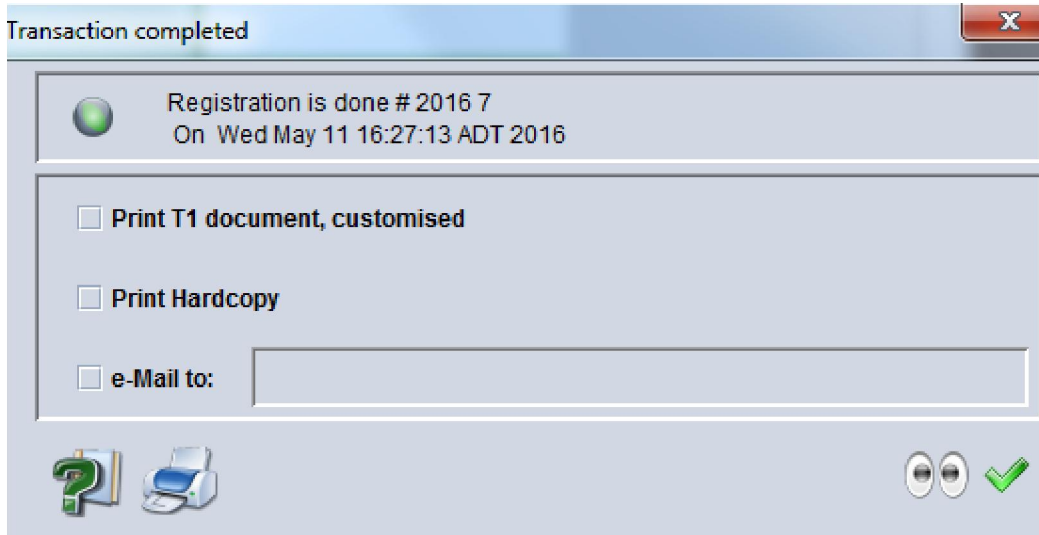 Transaction completed
Registration is done # 2016 7
On Wed May 11 16:27:13 ADT 2016
Print T1 document, customised
Print Hardcopy
e-Mail to: